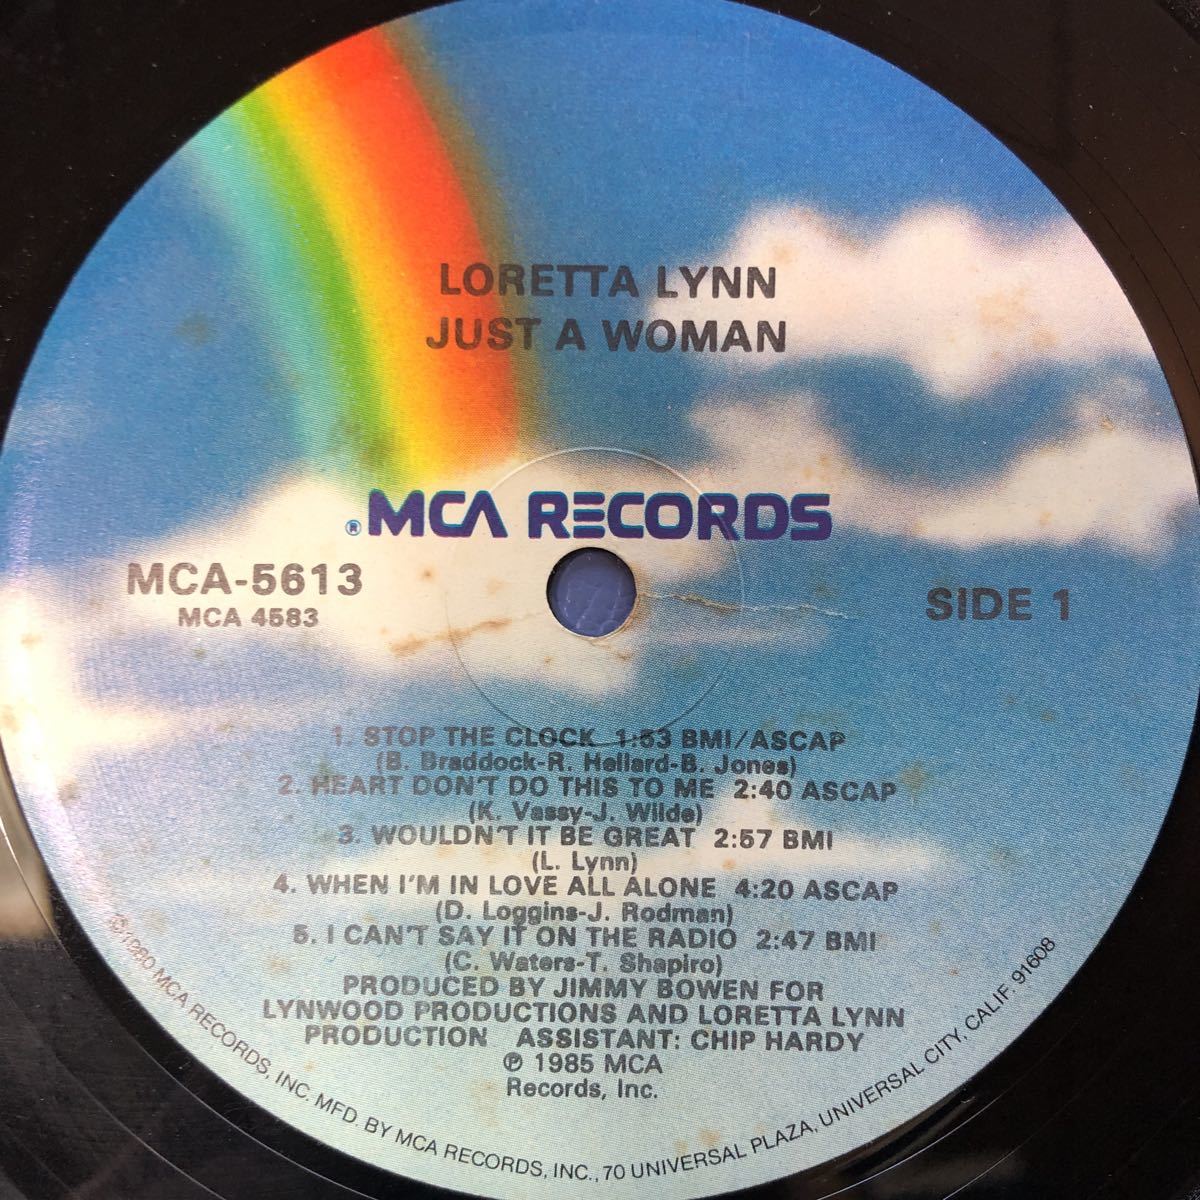 LORETTA LYNN
JUST A WOMAN
® MCA RECORDS
MCA-5613
MCA 4583
SIDE 1
1. STOP THE CLOCK 1:53 BMI/ASCAP
(B. Braddock-R. Hellard-B. Jones)
2. HEART DON'T DO THIS TO ME 2:40 ASCAP
(K. Vassy-J. Wilde)
3. WOULDN'T IT BE GREAT 2:57 BMI
(L. Lynn)
4. WHEN I'M IN LOVE ALL ALONE 4:20 ASCAP
(D. Loggins-J. Rodman)
5. I CAN'T SAY IT ON THE RADIO 2:47 BMI
(C. Waters-T. Shapiro)
PRODUCED BY JIMMY BOWEN FOR
LYNWOOD PRODUCTIONS AND LORETTA LYNN
PRODUCTION ASSISTANT: CHIP HARDY
℗ 1985 MCA
Records, Inc.
©1980 MCA RECORDS, INC. MFD. BY MCA RECORDS, INC., 70 UNIVERSAL PLAZA, UNIVERSAL CITY, CALIF. 91608